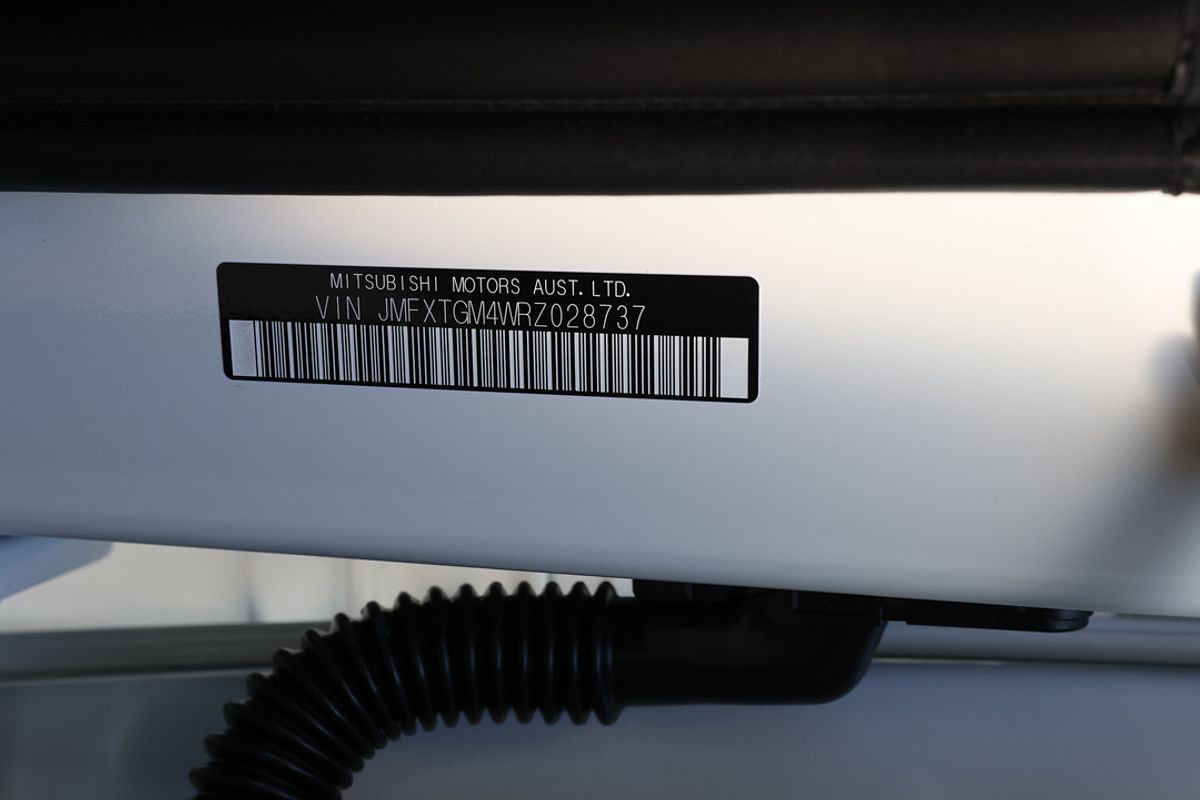 MITSUBISHI MOTORS AUST.LTD.
VIN JMFXTGM4WRZ028737